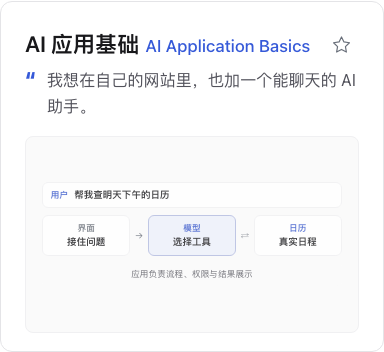 AI 应用基础 AI Application Basics
“ 我想在自己的网站里，也加一个能聊天的 AI
助手。
用户 帮我查明天下午的日历
界面
接住问题
→
模型
选择工具
⇌
日历
真实日程
应用负责流程、权限与结果展示